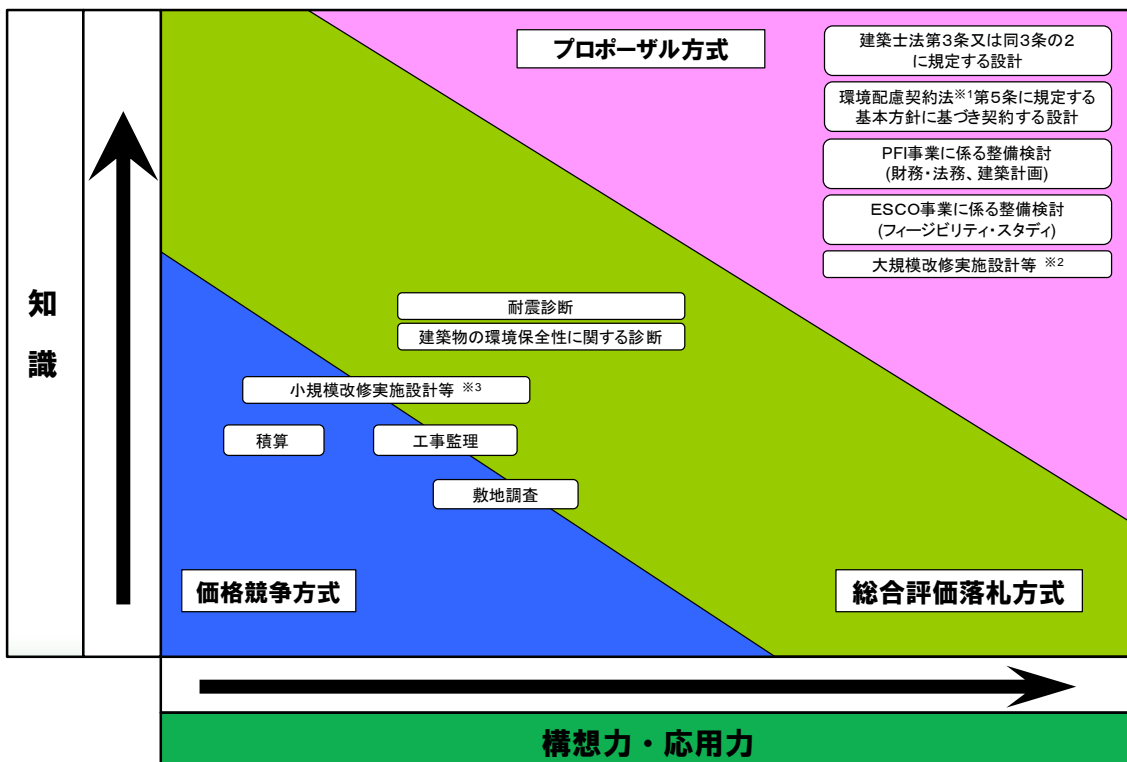 プロポーザル方式
建築士法第3条又は同3条の2
に規定する設計
環境配慮契約法※1第5条に規定する
基本方針に基づき契約する設計
PFI事業に係る整備検討
(財務・法務、建築計画)
ESCO事業に係る整備検討
(フィージビリティ・スタディ)
大規模改修実施設計等 ※2
知
識
耐震診断
建築物の環境保全性に関する診断
小規模改修実施設計等 ※3
積算
工事監理
敷地調査
価格競争方式
総合評価落札方式
構想力・応用力